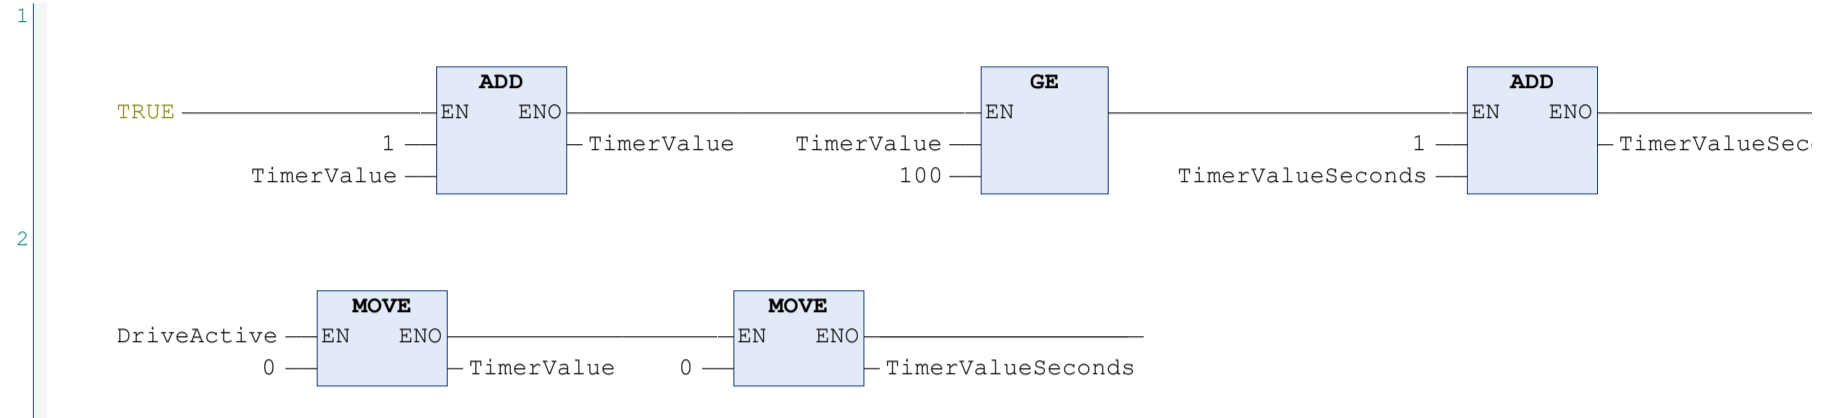 1
ADD GE ADD
TRUE EN ENO EN EN ENO
1 TimerValue TimerValue 1 TimerValueSec
TimerValue 100 TimerValueSeconds
2
MOVE MOVE
DriveActive EN ENO EN ENO
0 TimerValue 0 TimerValueSeconds